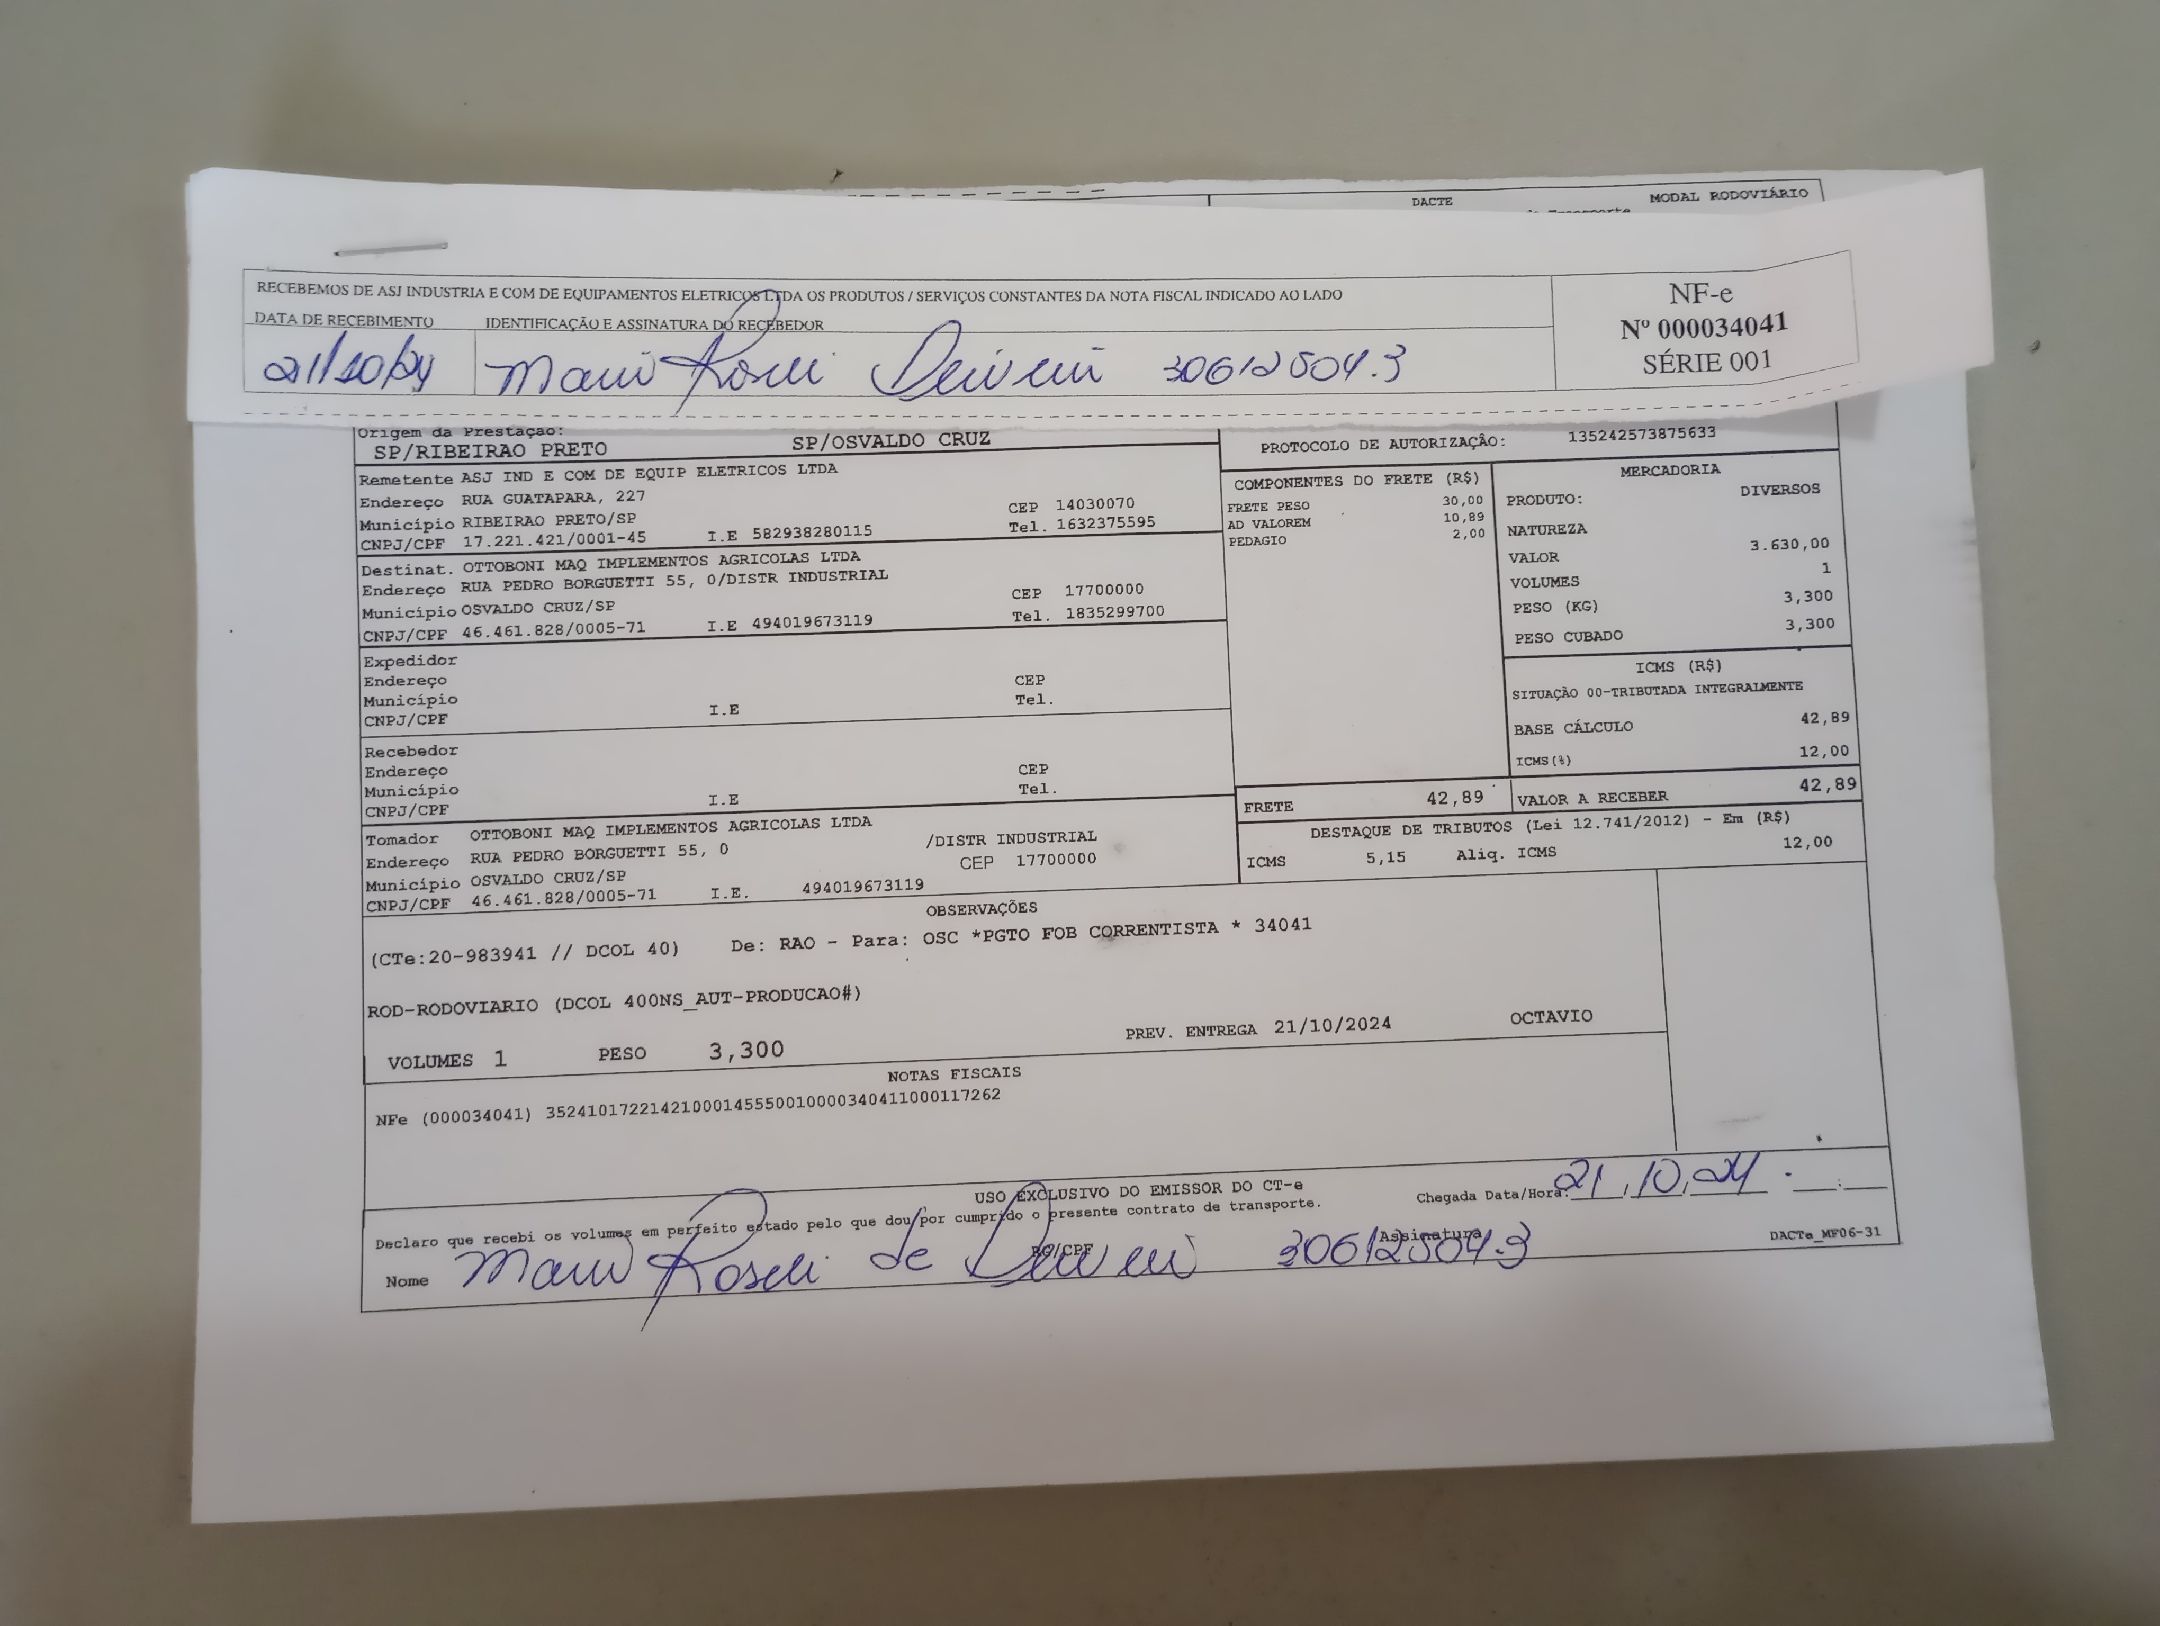 DACTE
MODAL RODOVIÁRIO
RECEBEMOS DE ASJ INDUSTRIA E COM DE EQUIPAMENTOS ELETRICOS LTDA OS PRODUTOS / SERVIÇOS CONSTANTES DA NOTA FISCAL INDICADO AO LADO
DATA DE RECEBIMENTO IDENTIFICAÇÃO E ASSINATURA DO RECEBEDOR
21/10/24 Roseli 30612504.3
NF-e
Nº 000034041
SÉRIE 001
Origem da Prestação:
SP/RIBEIRAO PRETO SP/OSVALDO CRUZ
PROTOCOLO DE AUTORIZAÇÃO: 135242573875633
Remetente ASJ IND E COM DE EQUIP ELETRICOS LTDA
Endereço RUA GUATAPARA, 227 CEP 14030070
Município RIBEIRAO PRETO/SP Tel. 1632375595
CNPJ/CPF 17.221.421/0001-45 I.E 582938280115
Destinat. OTTOBONI MAQ IMPLEMENTOS AGRICOLAS LTDA
Endereço RUA PEDRO BORGUETTI 55, 0/DISTR INDUSTRIAL CEP 17700000
Município OSVALDO CRUZ/SP Tel. 1835299700
CNPJ/CPF 46.461.828/0005-71 I.E 494019673119
Expedidor
Endereço CEP
Município Tel.
CNPJ/CPF I.E
Recebedor
Endereço CEP
Município Tel.
CNPJ/CPF I.E
Tomador OTTOBONI MAQ IMPLEMENTOS AGRICOLAS LTDA
Endereço RUA PEDRO BORGUETTI 55, 0 /DISTR INDUSTRIAL
Município OSVALDO CRUZ/SP CEP 17700000
CNPJ/CPF 46.461.828/0005-71 I.E. 494019673119
COMPONENTES DO FRETE (R$)
FRETE PESO 30,00
AD VALOREM 10,89
PEDAGIO 2,00
MERCADORIA
PRODUTO: DIVERSOS
NATUREZA
VALOR 3.630,00
VOLUMES 1
PESO (KG) 3,300
PESO CUBADO 3,300
ICMS (R$)
SITUAÇÃO 00-TRIBUTADA INTEGRALMENTE
BASE CÁLCULO 42,89
ICMS(%) 12,00
FRETE 42,89 VALOR A RECEBER 42,89
DESTAQUE DE TRIBUTOS (Lei 12.741/2012) - Em (R$)
ICMS 5,15 Aliq. ICMS 12,00
OBSERVAÇÕES
(CTe:20-983941 // DCOL 40) De: RAO - Para: OSC *PGTO FOB CORRENTISTA * 34041
ROD-RODOVIARIO (DCOL 400NS_AUT-PRODUCAO#)
VOLUMES 1 PESO 3,300 PREV. ENTREGA 21/10/2024 OCTAVIO
NOTAS FISCAIS
NFe (000034041) 35241017221421000145550010000340411000117262
USO EXCLUSIVO DO EMISSOR DO CT-e
Declaro que recebi os volumes em perfeito estado pelo que dou por cumprido o presente contrato de transporte.
Chegada Data/Hora: 21,10,24
Nome Roseli de RG/CPF 30612504.3 Assinatura
DACTe_MF06-31